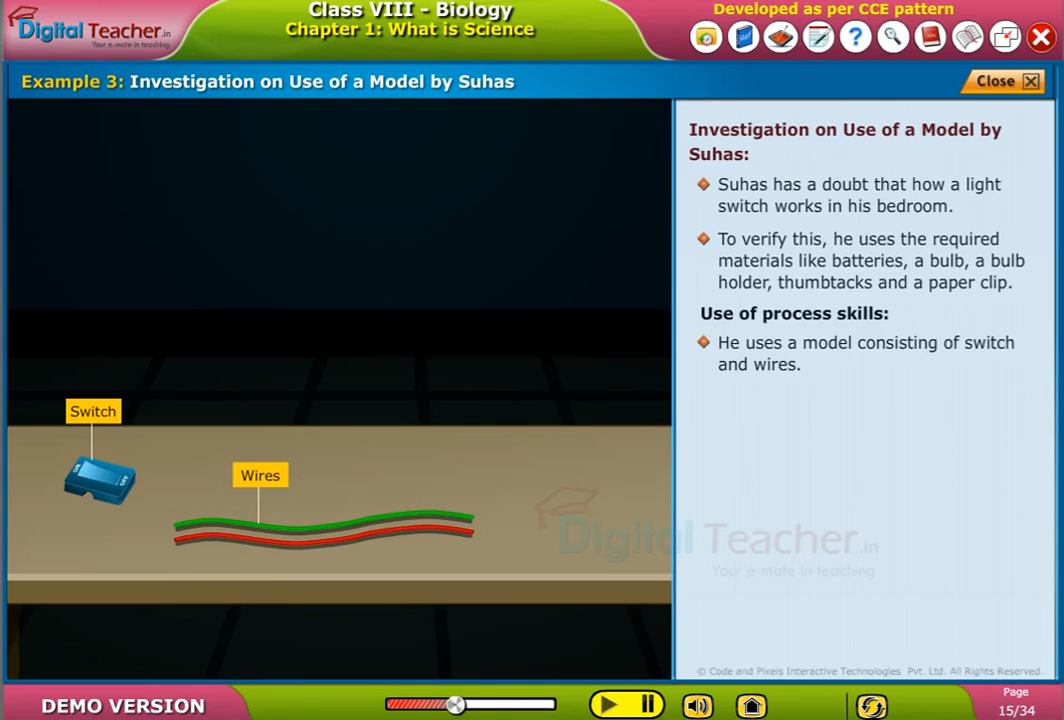 Digital Teacher.in
Your e-mate in teaching
Class VIII - Biology
Chapter 1: What is Science
Developed as per CCE pattern
Example 3: Investigation on Use of a Model by Suhas
Close
Switch
ON
OFF
Wires
Digital Teacher.in
Your e-mate in teaching
Investigation on Use of a Model by
Suhas:
Suhas has a doubt that how a light
switch works in his bedroom.
To verify this, he uses the required
materials like batteries, a bulb, a bulb
holder, thumbtacks and a paper clip.
Use of process skills:
He uses a model consisting of switch
and wires.
© Code and Pixels Interactive Technologies Pvt. Ltd. All Rights Reserved.
DEMO VERSION
Page
15/34